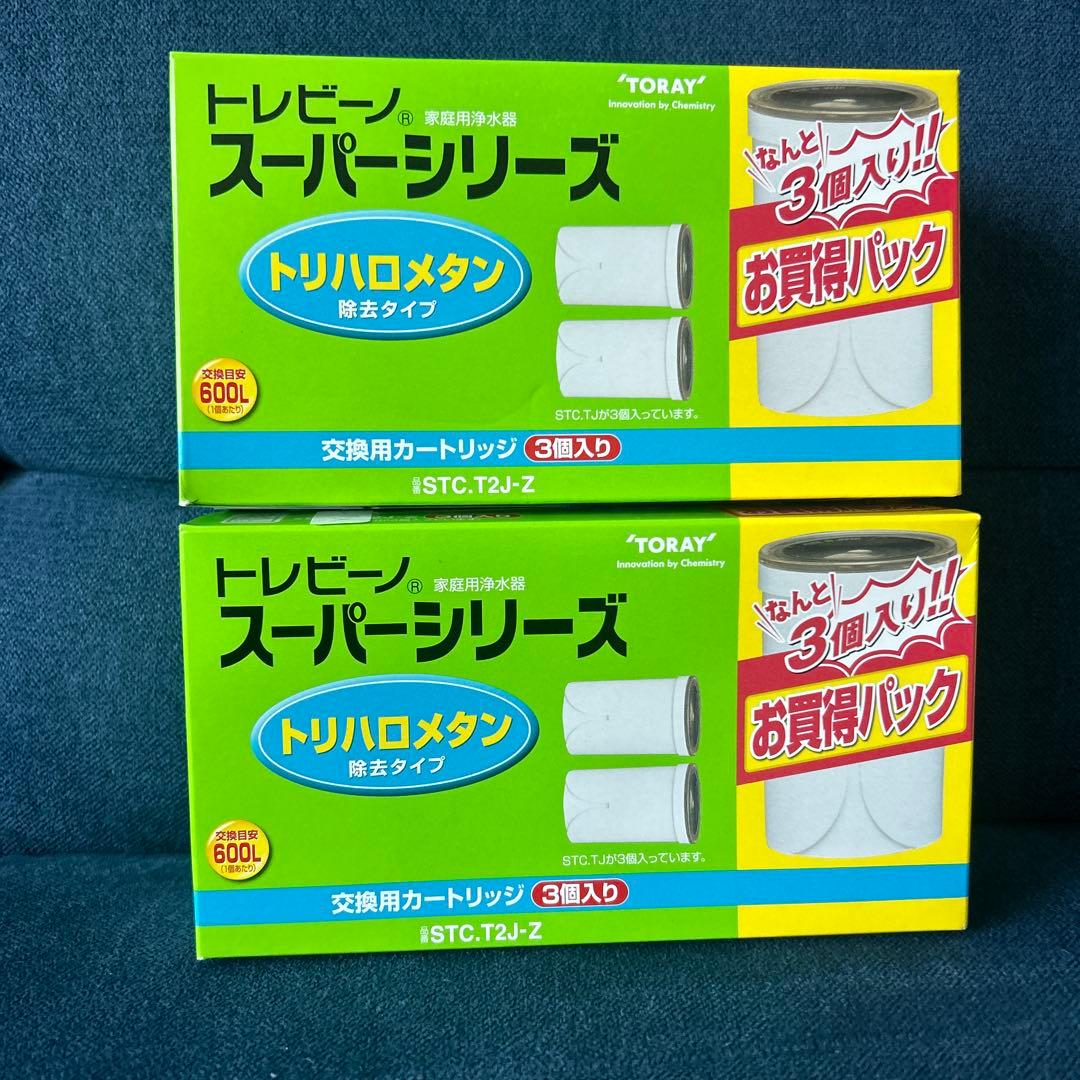 トレビーノ® 家庭用浄水器
スーパーシリーズ
'TORAY'
Innovation by Chemistry
トリハロメタン
除去タイプ
交換目安
600L
(1個あたり)
STC.TJが3個入っています。
なんと
3個入り!!
お買得パック
交換用カートリッジ 3個入り
品番 STC.T2J-Z
トレビーノ® 家庭用浄水器
スーパーシリーズ
'TORAY'
Innovation by Chemistry
トリハロメタン
除去タイプ
交換目安
600L
(1個あたり)
STC.TJが3個入っています。
なんと
3個入り!!
お買得パック
交換用カートリッジ 3個入り
品番 STC.T2J-Z